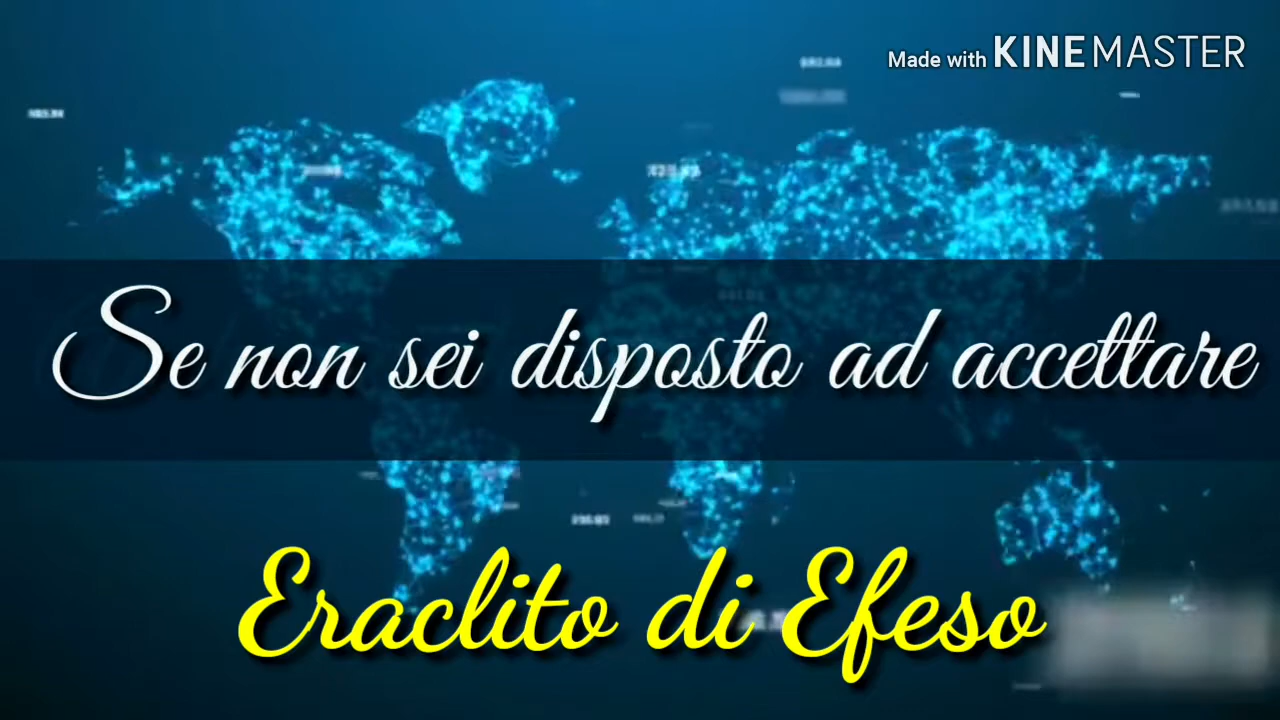 Made with KINEMASTER
Se non sei disposto ad accettare
Eraclito di Efeso